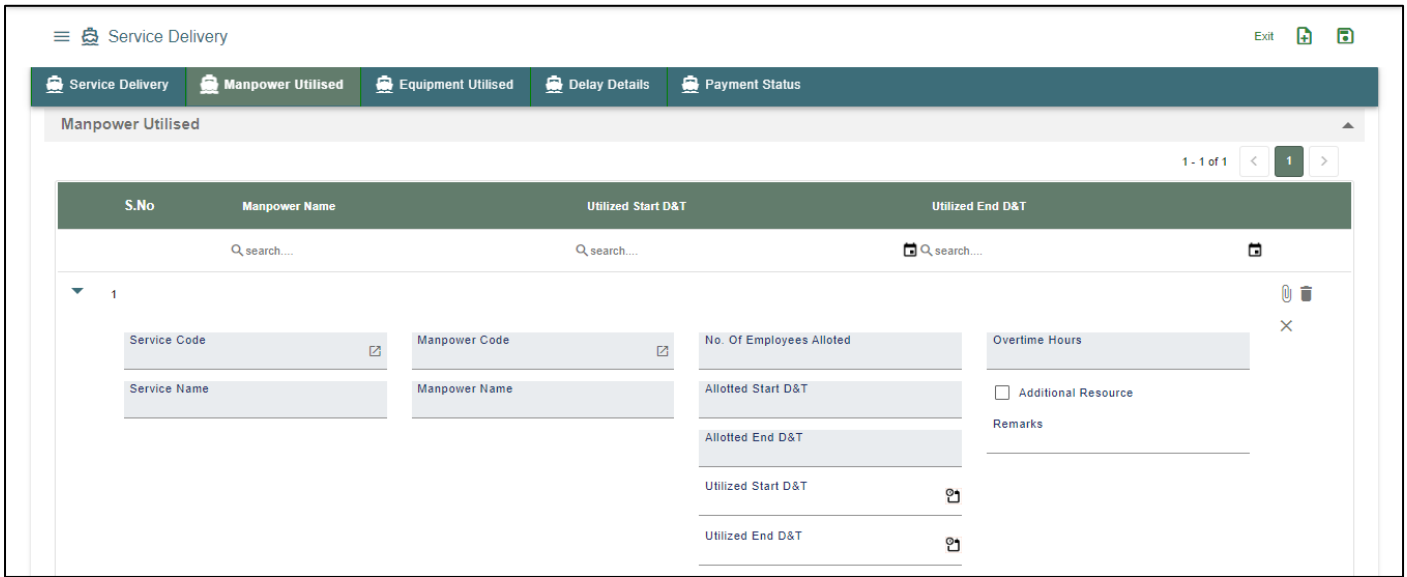 Service Delivery
Exit
Service Delivery Manpower Utilised Equipment Utilised Delay Details Payment Status
Manpower Utilised
1 - 1 of 1 < 1 >
S.No Manpower Name Utilized Start D&T Utilized End D&T
search.... search.... search....
1
Service Code Manpower Code No. Of Employees Alloted Overtime Hours
Service Name Manpower Name Allotted Start D&T Additional Resource
Remarks
Allotted End D&T
Utilized Start D&T
Utilized End D&T